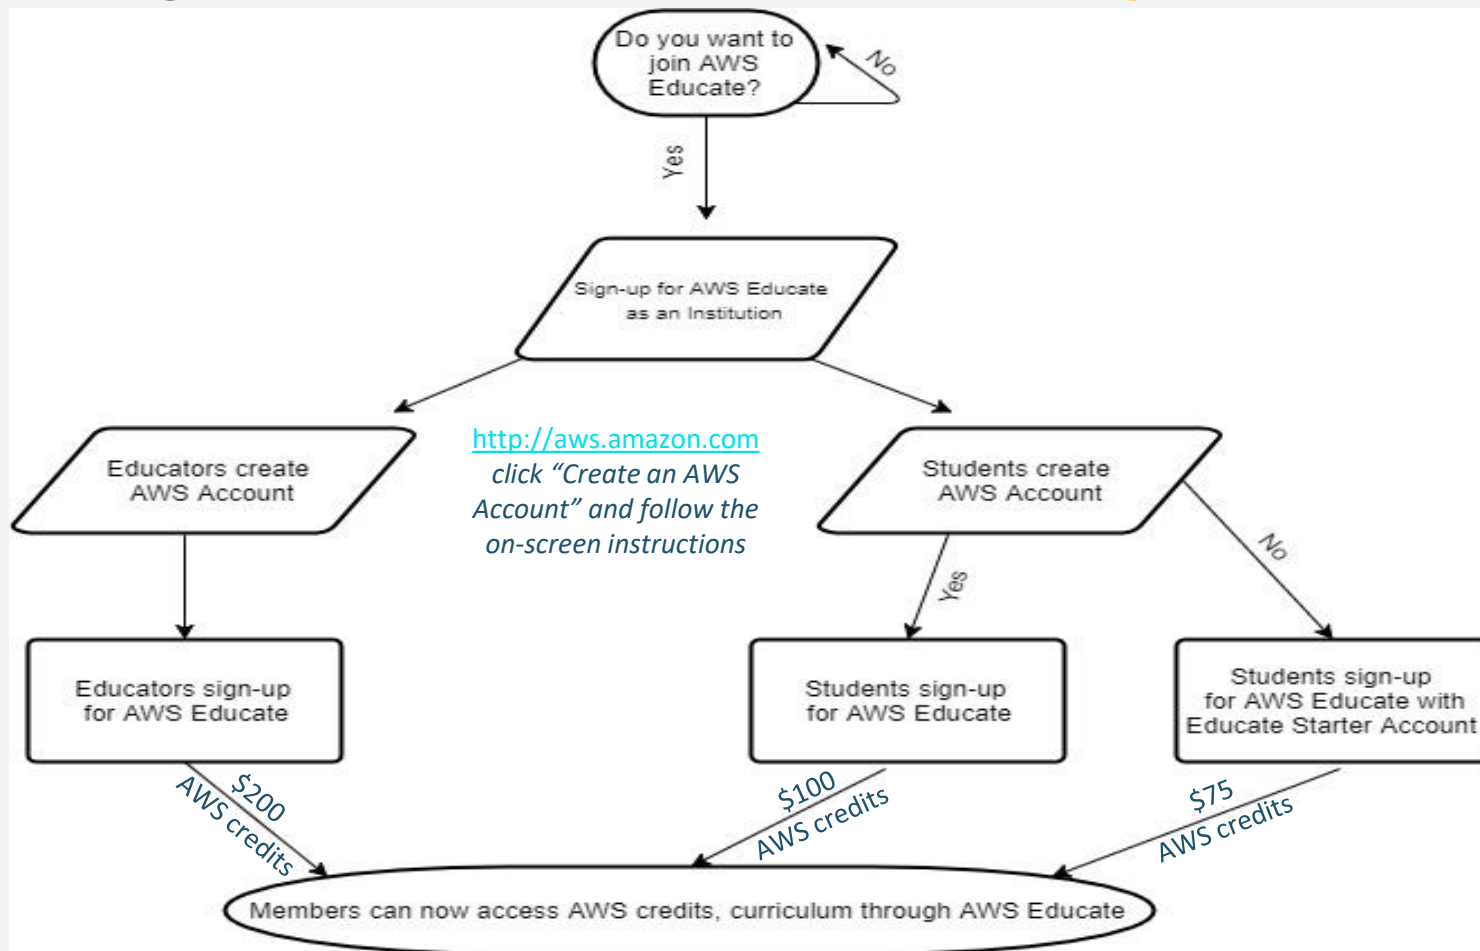 Do you want to
join AWS
Educate?
No
Yes
Sign-up for AWS Educate
as an Institution
http://aws.amazon.com
click “Create an AWS
Account” and follow the
on-screen instructions
Educators create
AWS Account
Students create
AWS Account
Yes
No
Educators sign-up
for AWS Educate
Students sign-up
for AWS Educate
Students sign-up
for AWS Educate with
Educate Starter Account
$200
AWS credits
$100
AWS credits
$75
AWS credits
Members can now access AWS credits, curriculum through AWS Educate